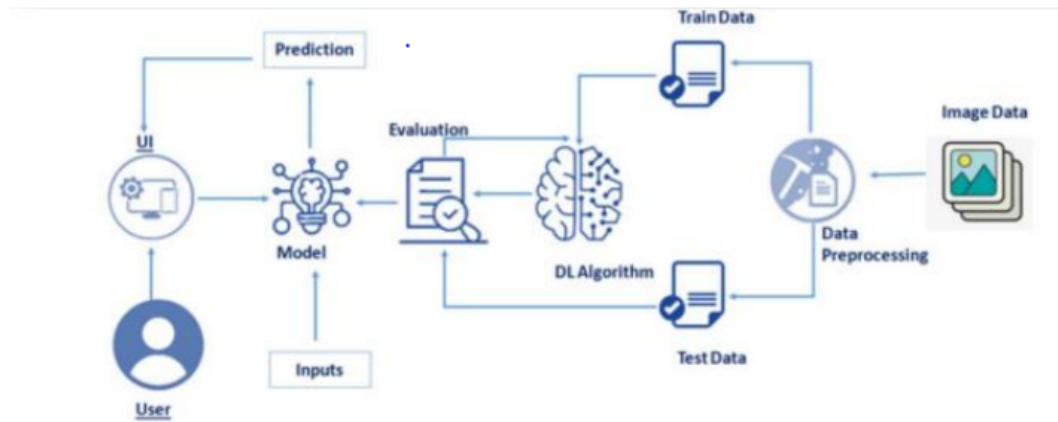 Train Data
Prediction
Image Data
Evaluation
UI
Data
Preprocessing
Model
DL Algorithm
Test Data
Inputs
User